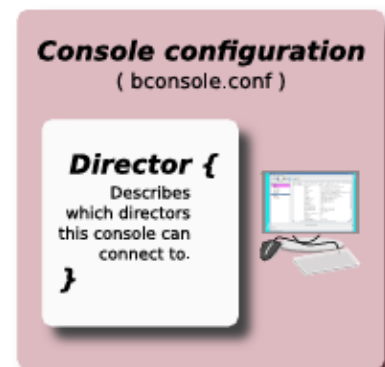 Console configuration
( bconsole.conf )
Director {
Describes
which directors
this console can
connect to.
}